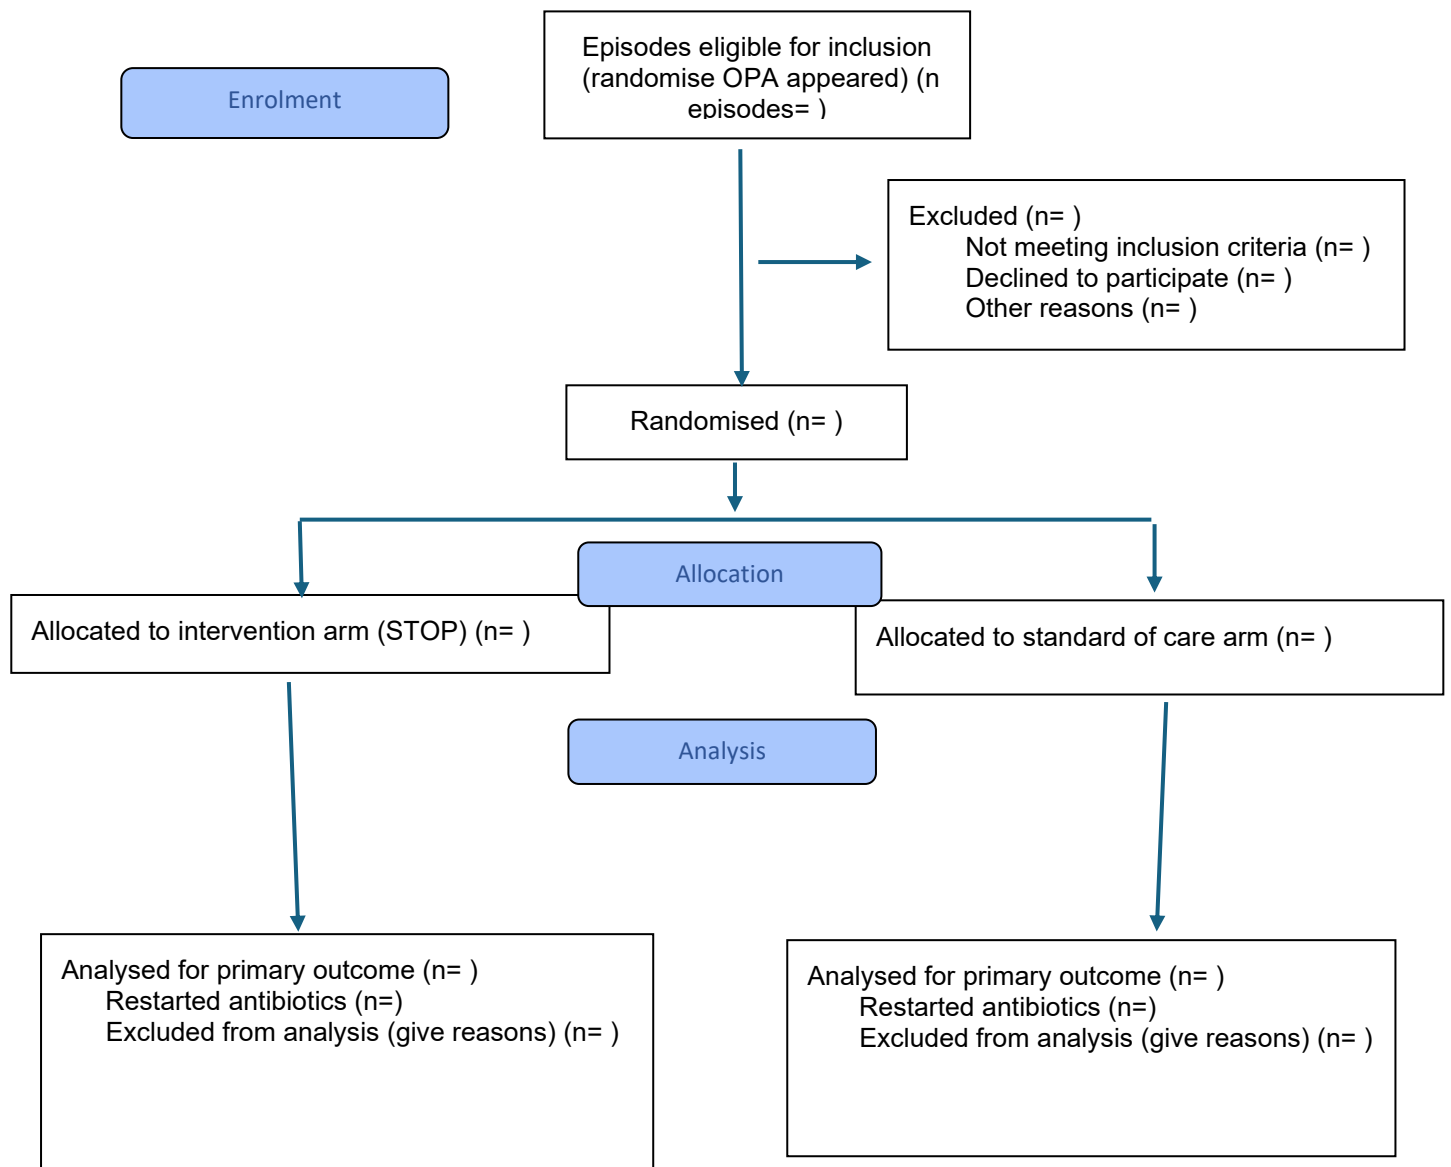 Enrolment
Episodes eligible for inclusion
(randomise OPA appeared) (n
episodes= )
Excluded (n= )
Not meeting inclusion criteria (n= )
Declined to participate (n= )
Other reasons (n= )
Randomised (n= )
Allocation
Allocated to intervention arm (STOP) (n= )
Allocated to standard of care arm (n= )
Analysis
Analysed for primary outcome (n= )
Restarted antibiotics (n=)
Excluded from analysis (give reasons) (n= )
Analysed for primary outcome (n= )
Restarted antibiotics (n=)
Excluded from analysis (give reasons) (n= )